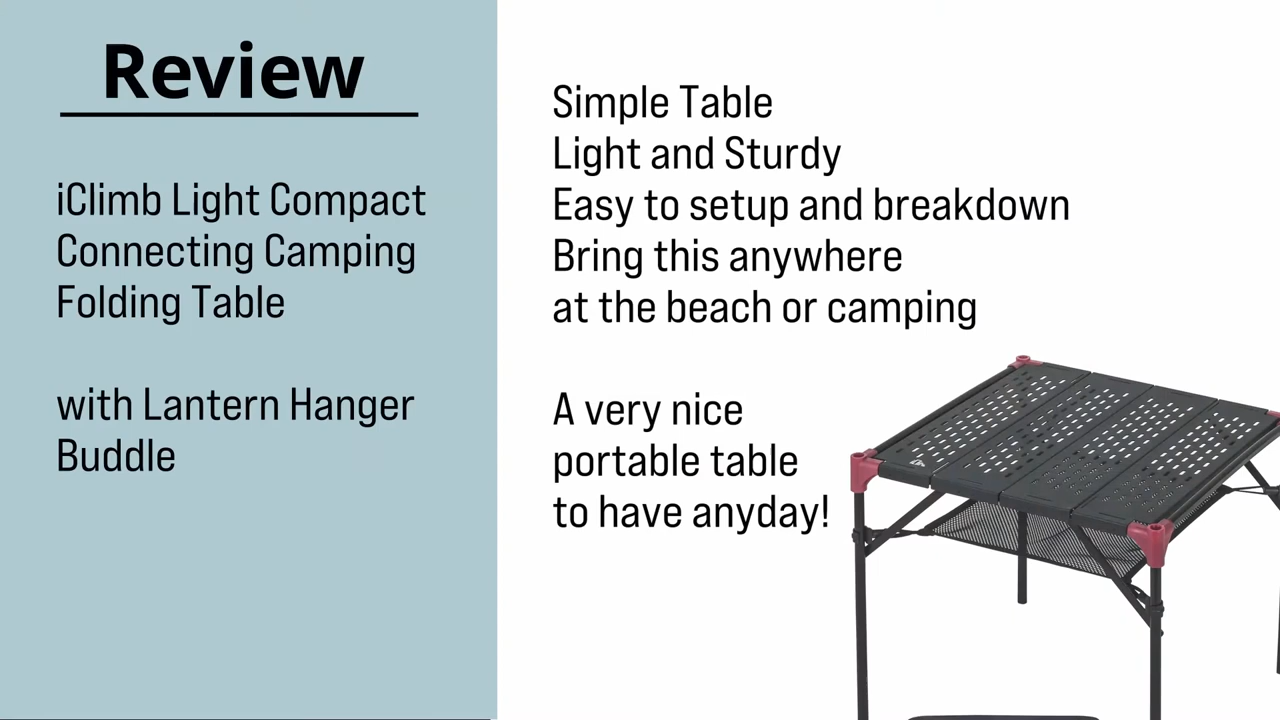 Review
iClimb Light Compact
Connecting Camping
Folding Table
with Lantern Hanger
Buddle
Simple Table
Light and Sturdy
Easy to setup and breakdown
Bring this anywhere
at the beach or camping
A very nice
portable table
to have anyday!